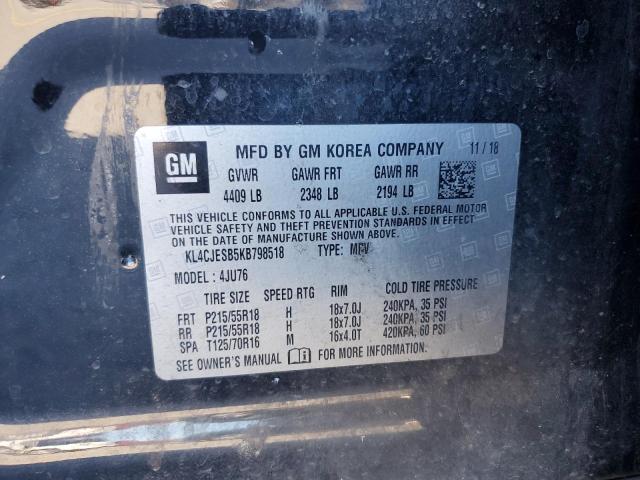 GM MFD BY GM KOREA COMPANY 11/18
GVWR GAWR FRT GAWR RR
4409 LB 2348 LB 2194 LB
THIS VEHICLE CONFORMS TO ALL APPLICABLE U.S. FEDERAL MOTOR
VEHICLE SAFETY AND THEFT PREVENTION STANDARDS IN EFFECT ON THE
DATE OF MANUFACTURE SHOWN ABOVE.
KL4CJESB5KB798518 TYPE: MPV
MODEL: 4JU76
TIRE SIZE SPEED RTG RIM COLD TIRE PRESSURE
FRT P215/55R18 H 18x7.0J 240KPA, 35 PSI
RR P215/55R18 H 18x7.0J 240KPA, 35 PSI
SPA T125/70R16 M 16x4.0T 420KPA, 60 PSI
SEE OWNER'S MANUAL FOR MORE INFORMATION.